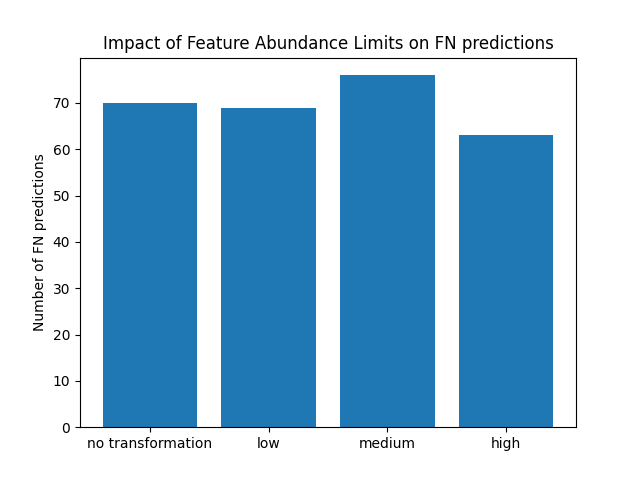 Impact of Feature Abundance Limits on FN predictions
Number of FN predictions
70
60
50
40
30
20
10
0
no transformation
low
medium
high